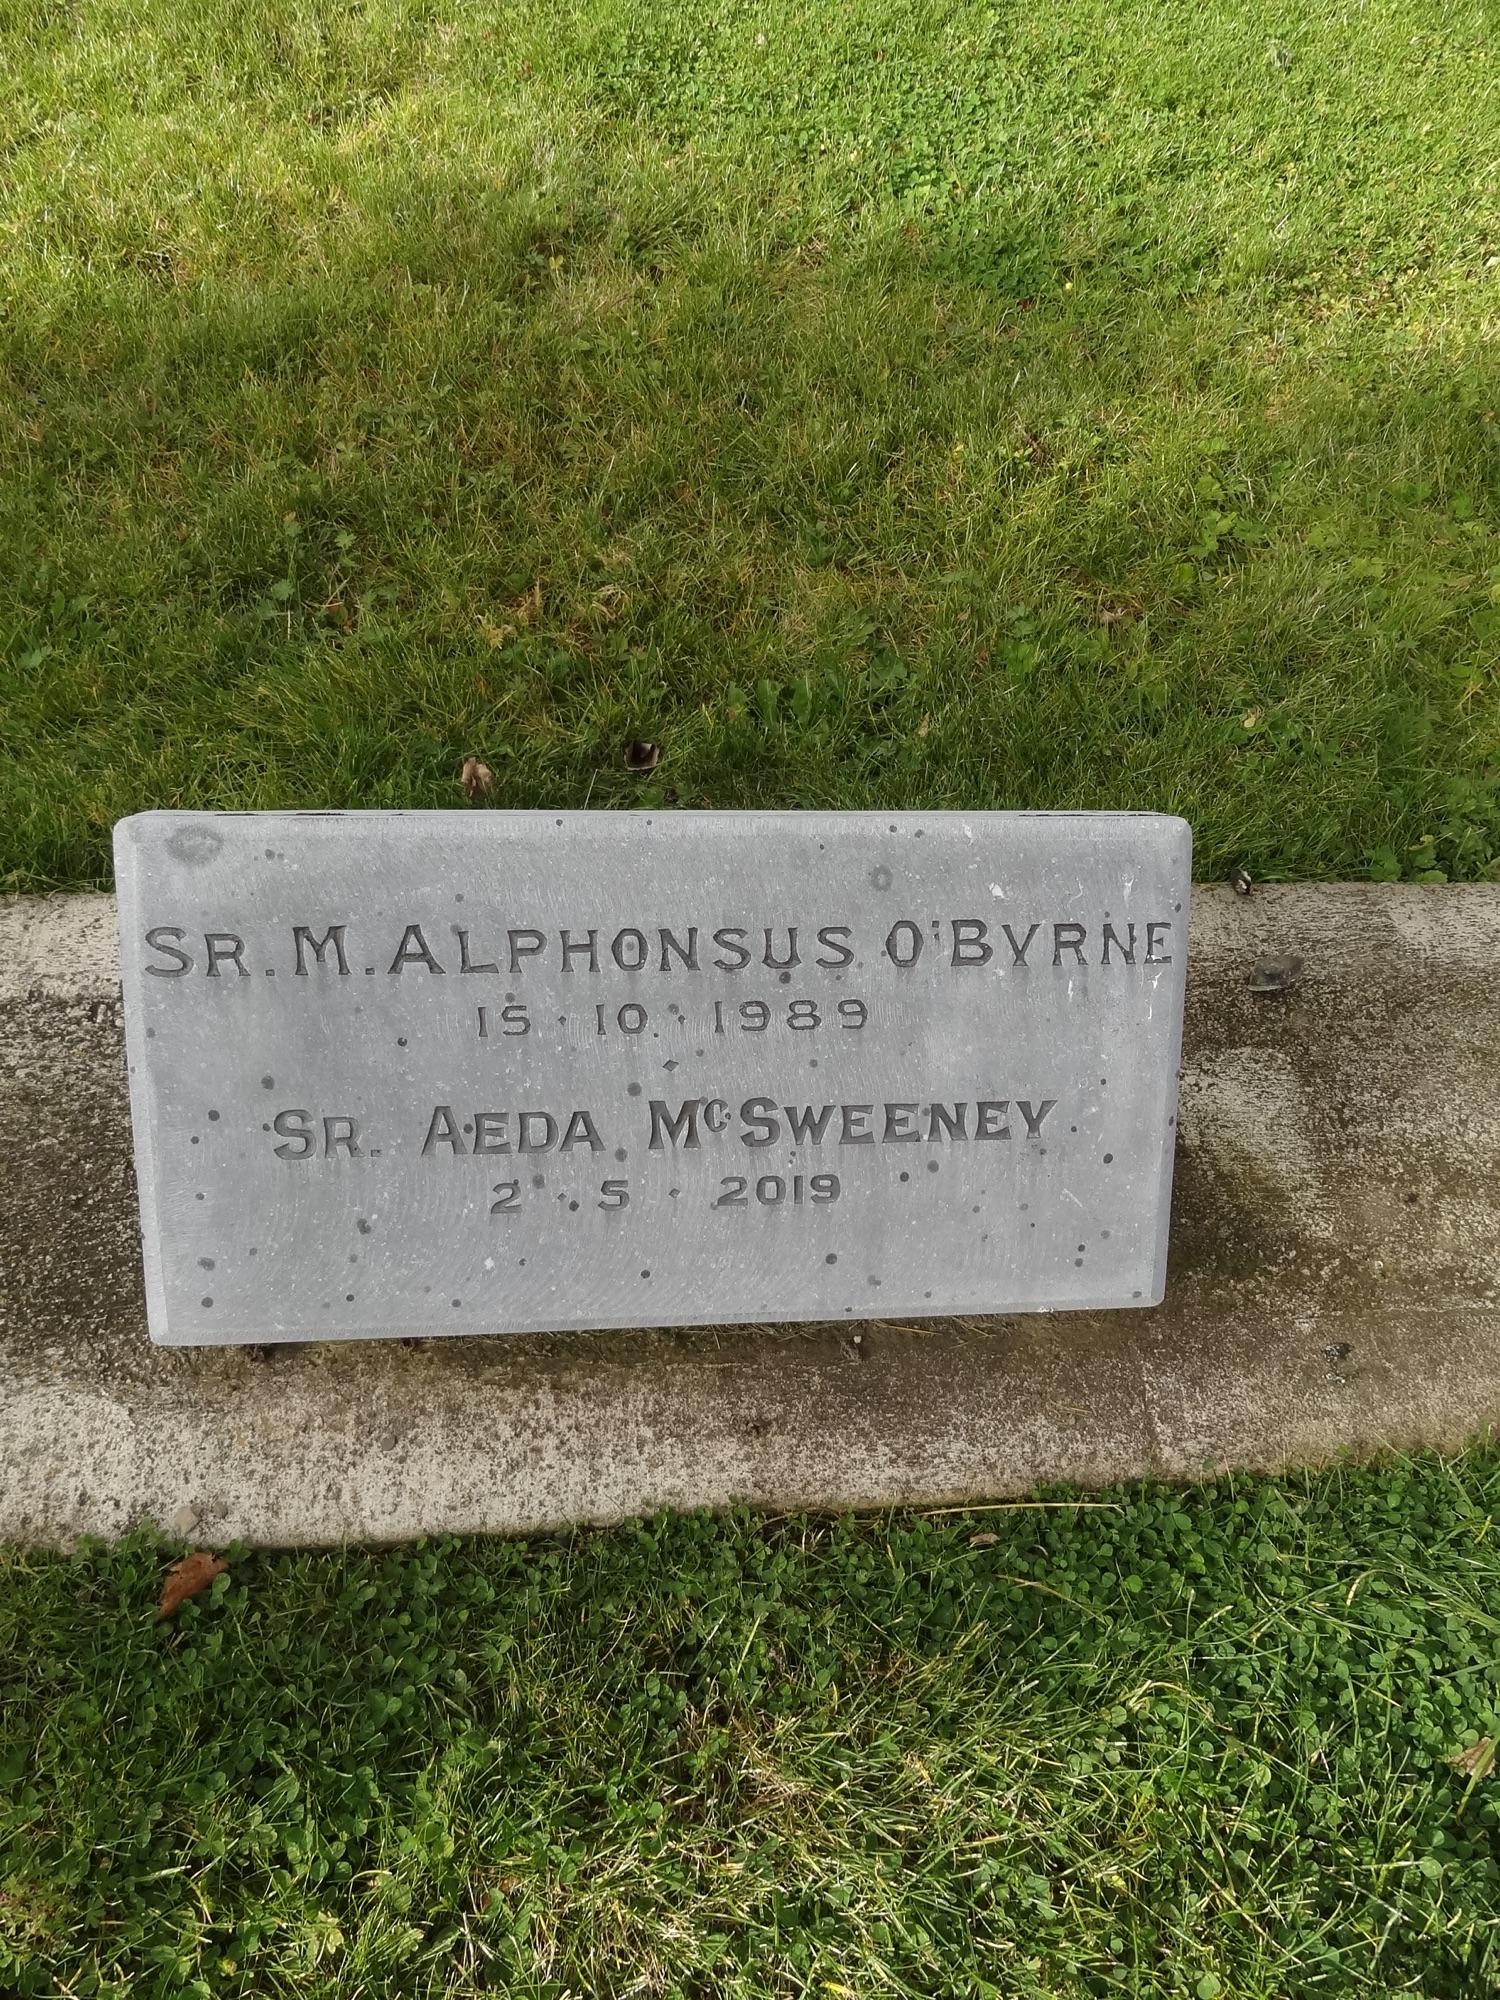 SR. M. ALPHONSUS O'BYRNE
15 · 10 · 1989
SR. AEDA McSWEENEY
2 · 5 · 2019